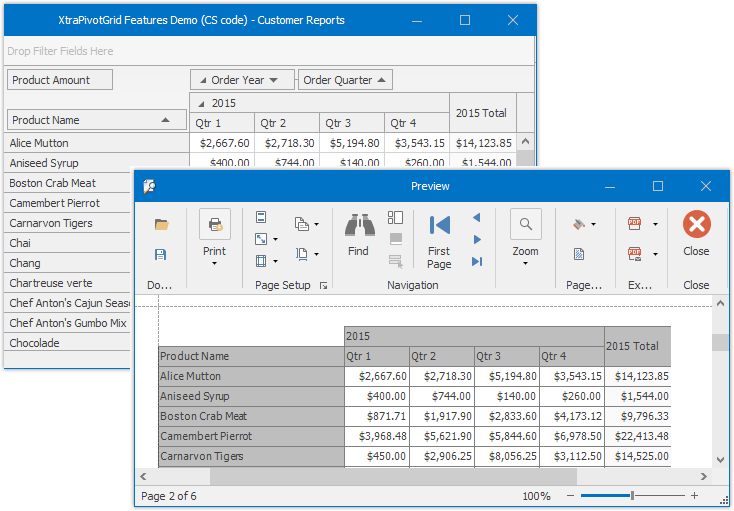 XtraPivotGrid Features Demo (CS code) - Customer Reports
Drop Filter Fields Here
Product Amount Order Year Order Quarter
2015 2015 Total
Product Name Qtr 1 Qtr 2 Qtr 3 Qtr 4
Alice Mutton $2,667.60 $2,718.30 $5,194.80 $3,543.15 $14,123.85
Aniseed Syrup $400.00 $744.00 $140.00 $260.00 $1,544.00
Boston Crab Meat
Camembert Pierrot
Carnarvon Tigers
Chai
Chang
Chartreuse verte
Chef Anton's Cajun Seas
Chef Anton's Gumbo Mix
Chocolade
Preview
Print Find First Page Zoom Close
Do... Page Setup Navigation Page... Ex... Close
PDF
PDF
2015 2015 Total
Product Name Qtr 1 Qtr 2 Qtr 3 Qtr 4
Alice Mutton $2,667.60 $2,718.30 $5,194.80 $3,543.15 $14,123.85
Aniseed Syrup $400.00 $744.00 $140.00 $260.00 $1,544.00
Boston Crab Meat $871.71 $1,917.90 $2,833.60 $4,173.12 $9,796.33
Camembert Pierrot $3,968.48 $5,621.90 $5,844.60 $6,978.50 $22,413.48
Carnarvon Tigers $450.00 $2,906.25 $8,056.25 $3,112.50 $14,525.00
Page 2 of 6 100%